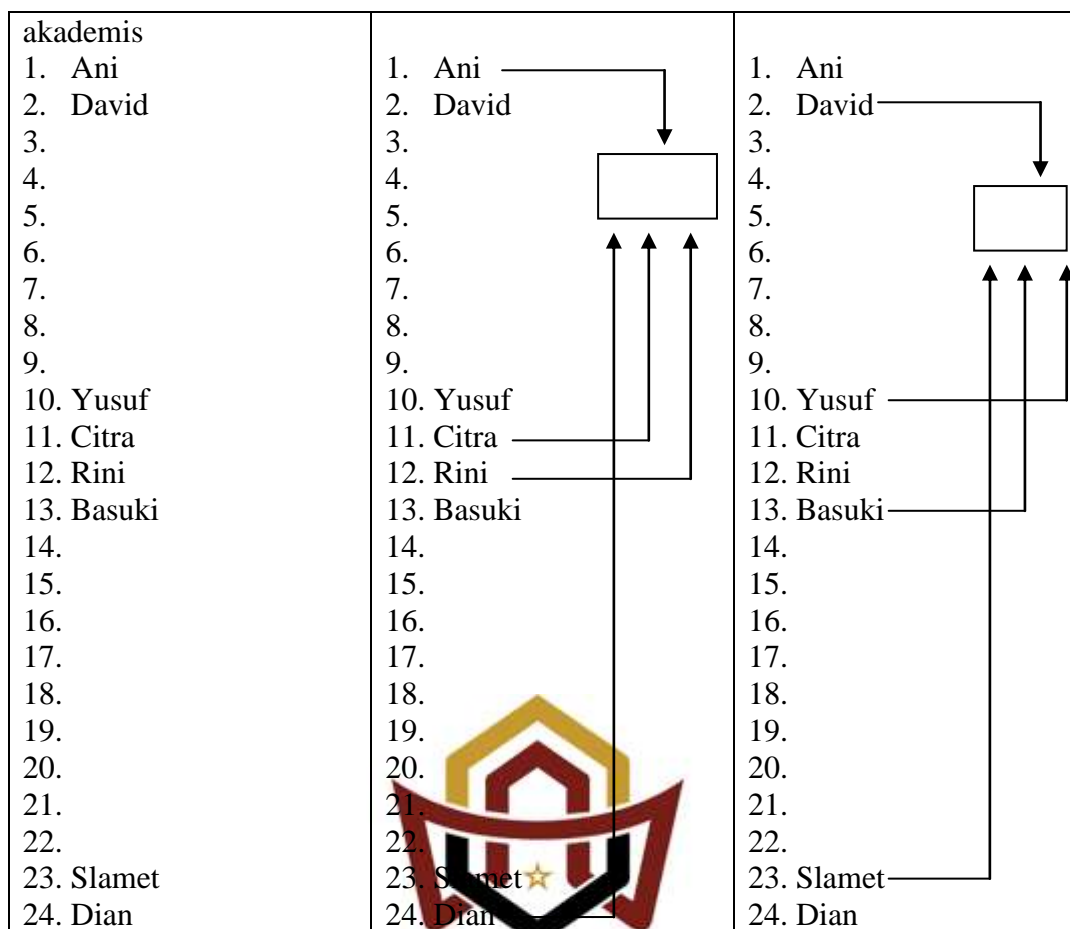 akademis
1. Ani
2. David
3.
4.
5.
6.
7.
8.
9.
10. Yusuf
11. Citra
12. Rini
13. Basuki
14.
15.
16.
17.
18.
19.
20.
21.
22.
23. Slamet
24. Dian
1. Ani
2. David
3.
4.
5.
6.
7.
8.
9.
10. Yusuf
11. Citra
12. Rini
13. Basuki
14.
15.
16.
17.
18.
19.
20.
21.
22.
23. Slamet
24. Dian
1. Ani
2. David
3.
4.
5.
6.
7.
8.
9.
10. Yusuf
11. Citra
12. Rini
13. Basuki
14.
15.
16.
17.
18.
19.
20.
21.
22.
23. Slamet
24. Dian